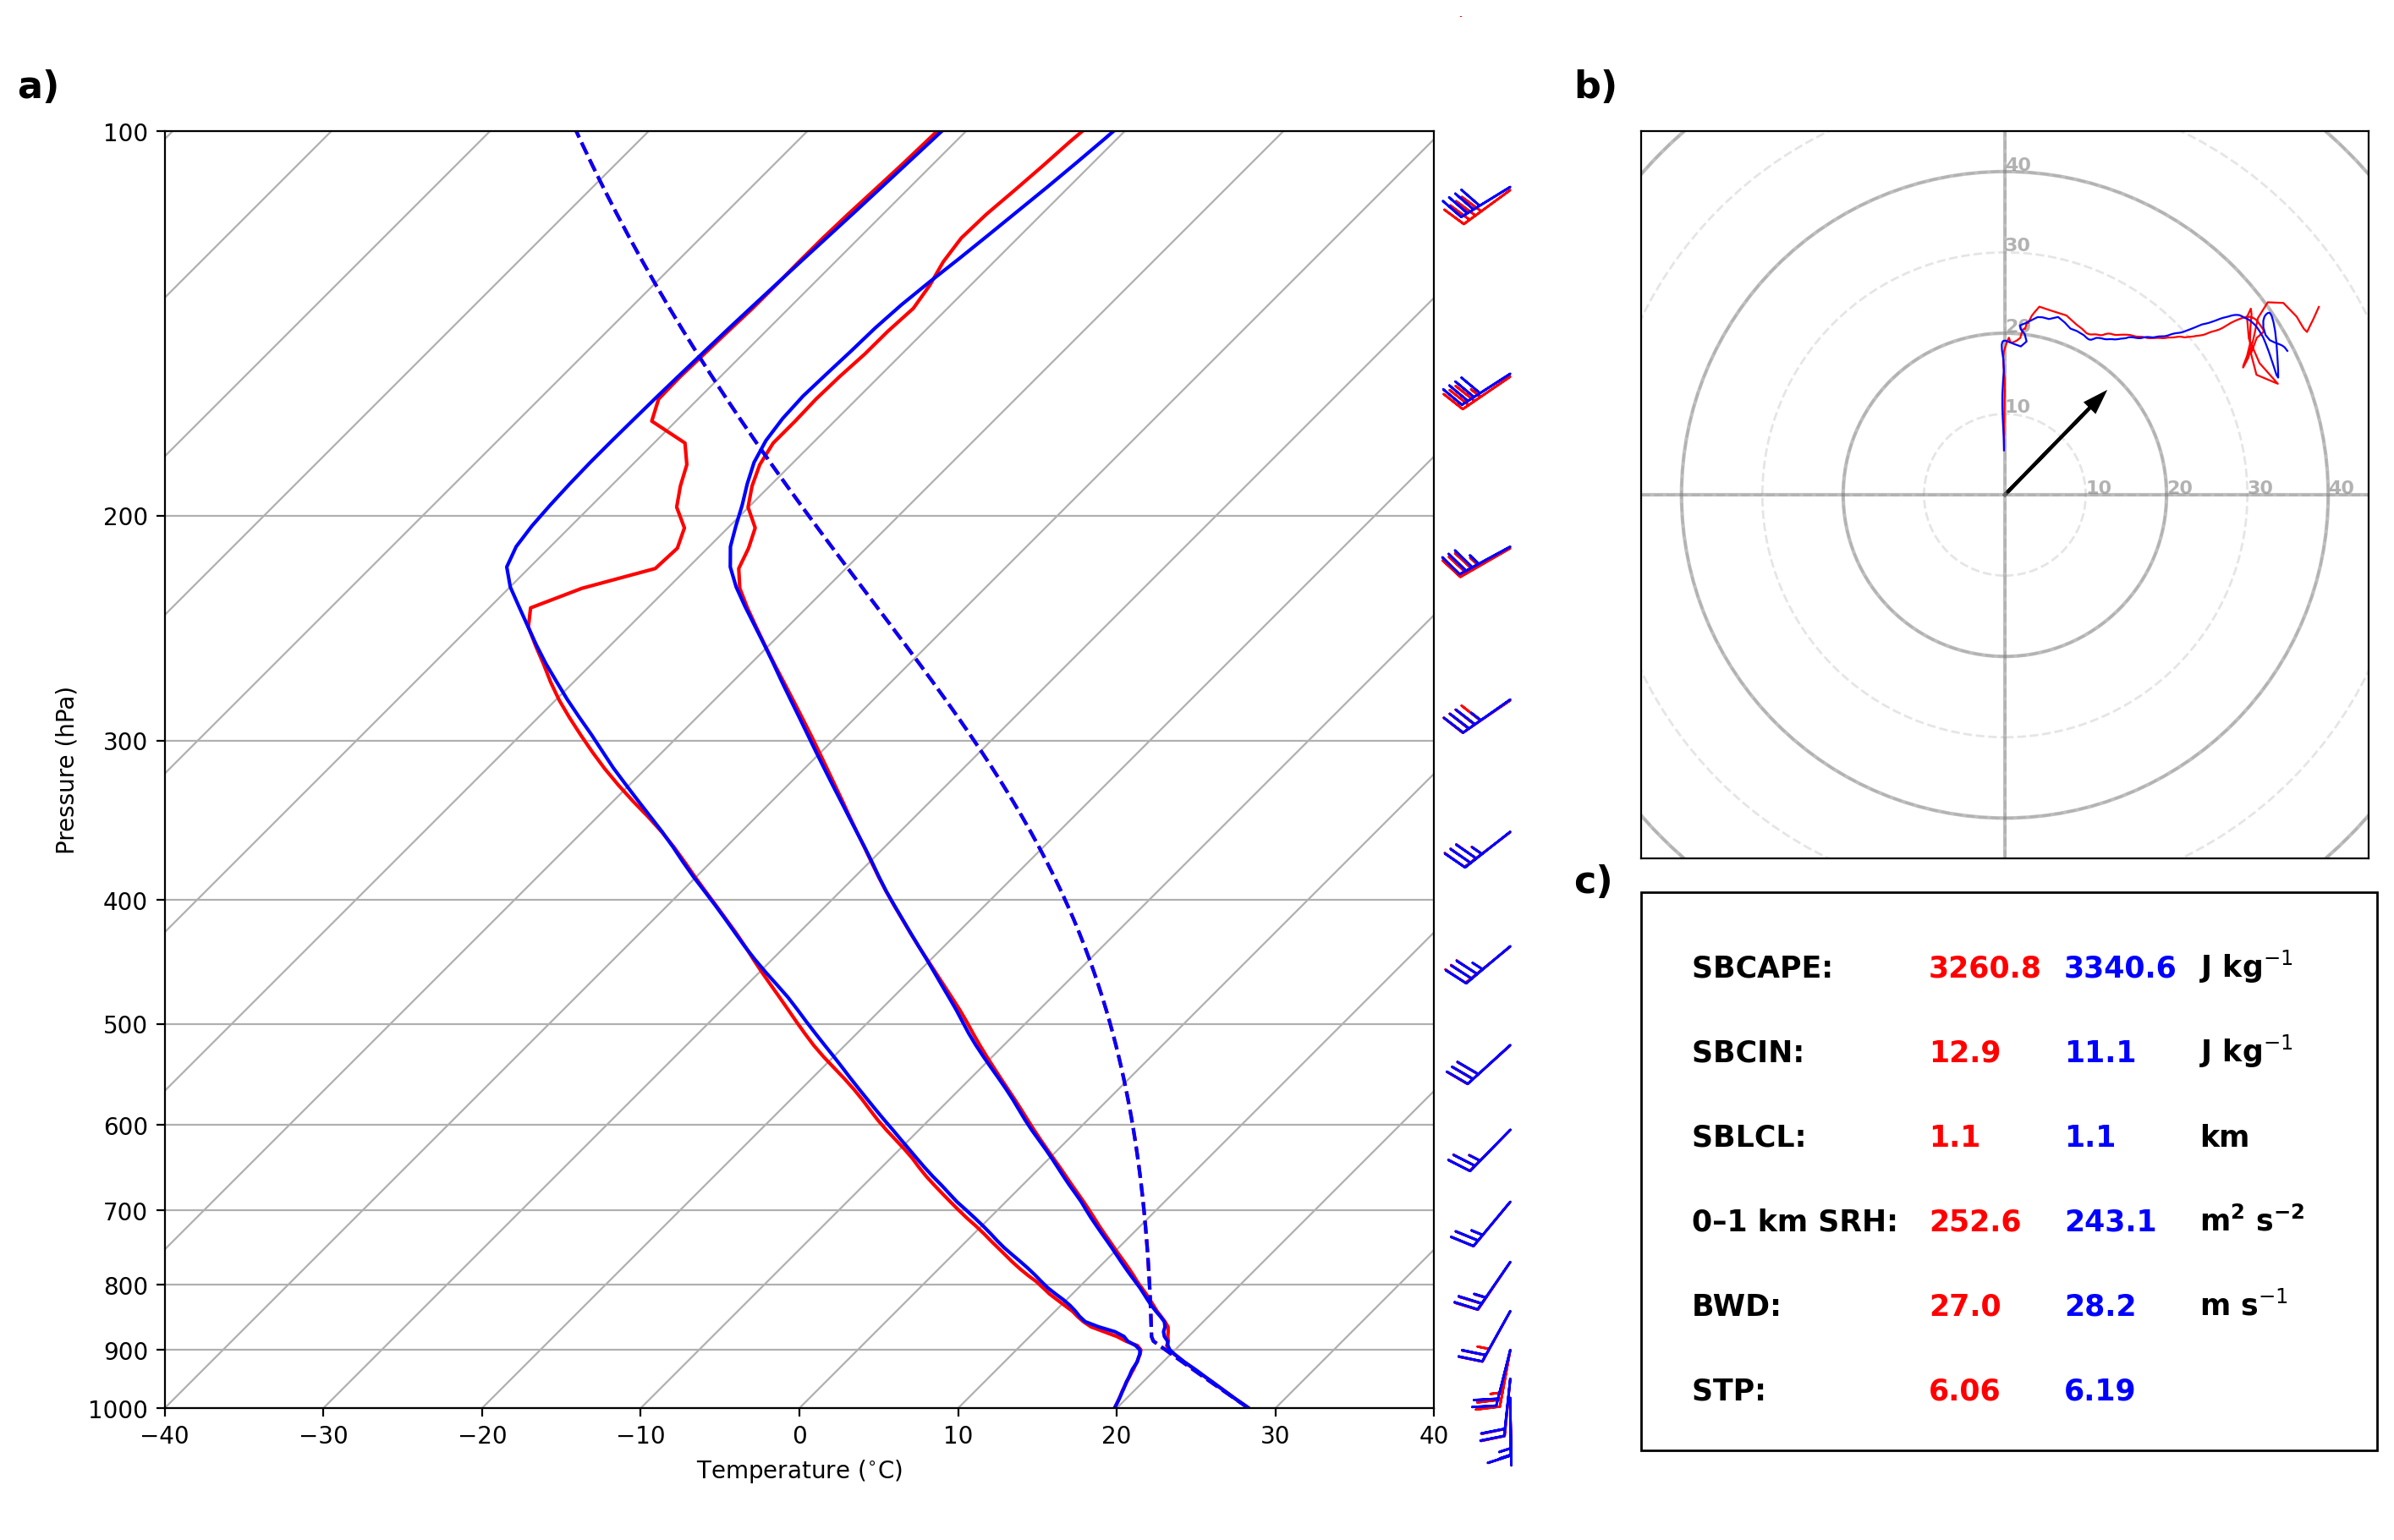 a)
100
200
300
400
500
600
700
800
900
1000
Pressure (hPa)
−40 −30 −20 −10 0 10 20 30 40
Temperature (°C)
b)
40
30
20
10
10 20 30 40
c)
SBCAPE: 3260.8 3340.6 J kg⁻¹
SBCIN: 12.9 11.1 J kg⁻¹
SBLCL: 1.1 1.1 km
0–1 km SRH: 252.6 243.1 m² s⁻²
BWD: 27.0 28.2 m s⁻¹
STP: 6.06 6.19